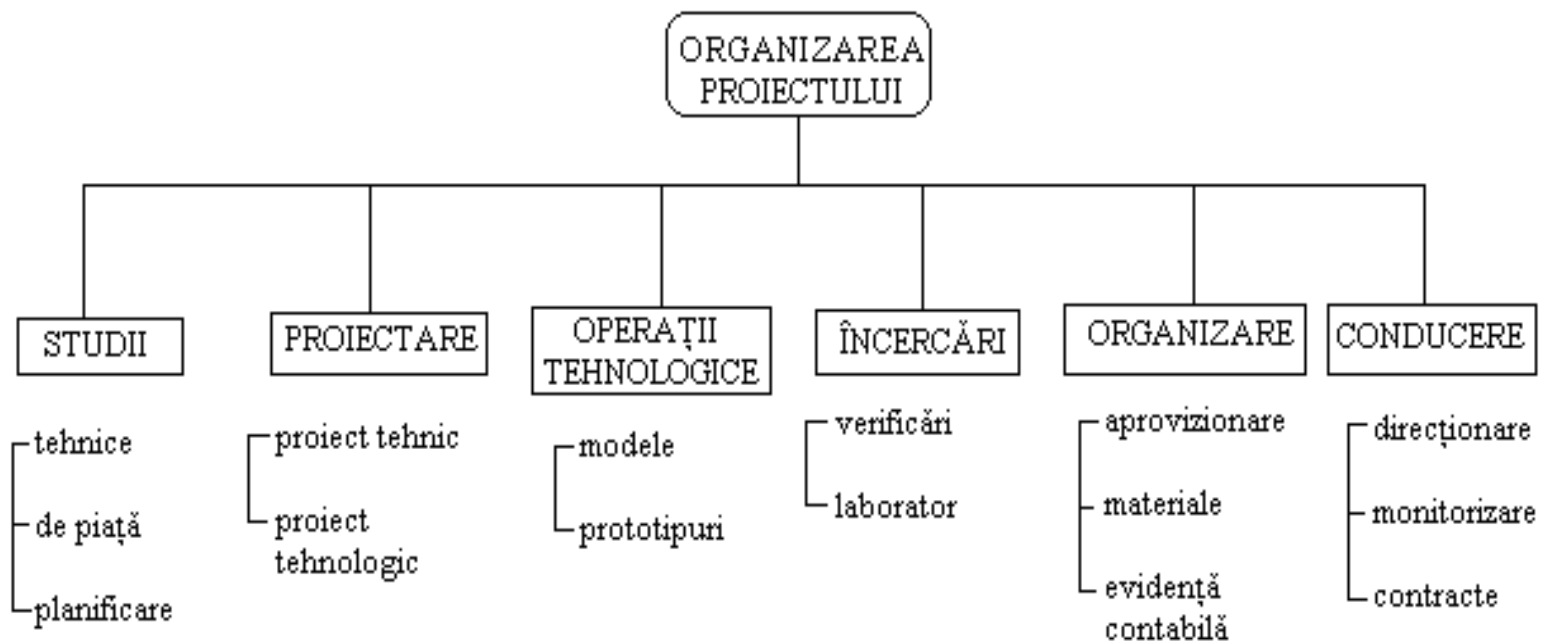 ORGANIZAREA
PROIECTULUI
STUDII
tehnice
de piață
planificare
PROIECTARE
proiect tehnic
proiect
tehnologic
OPERAȚII
TEHNOLOGICE
modele
prototipuri
ÎNCERCĂRI
verificări
laborator
ORGANIZARE
aprovizionare
materiale
evidență
contabilă
CONDUCERE
direcționare
monitorizare
contracte